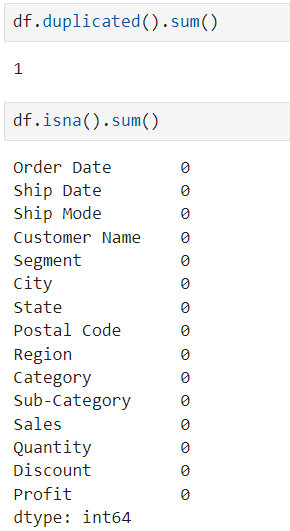 df.duplicated().sum()
1
df.isna().sum()
Order Date 0
Ship Date 0
Ship Mode 0
Customer Name 0
Segment 0
City 0
State 0
Postal Code 0
Region 0
Category 0
Sub-Category 0
Sales 0
Quantity 0
Discount 0
Profit 0
dtype: int64